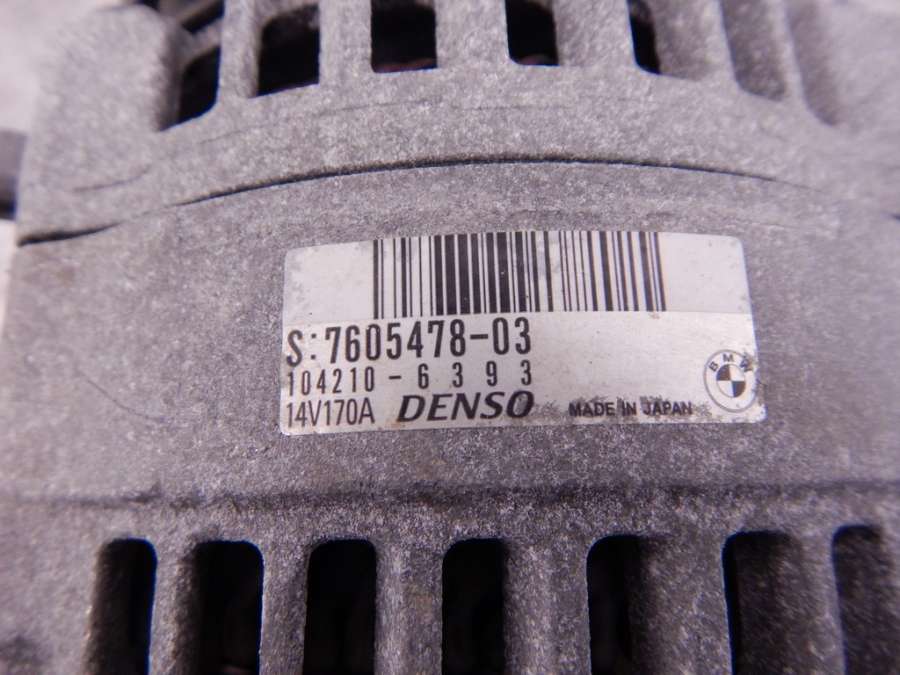 S:7605478-03
104210-6393
14V170A DENSO MADE IN JAPAN BMW